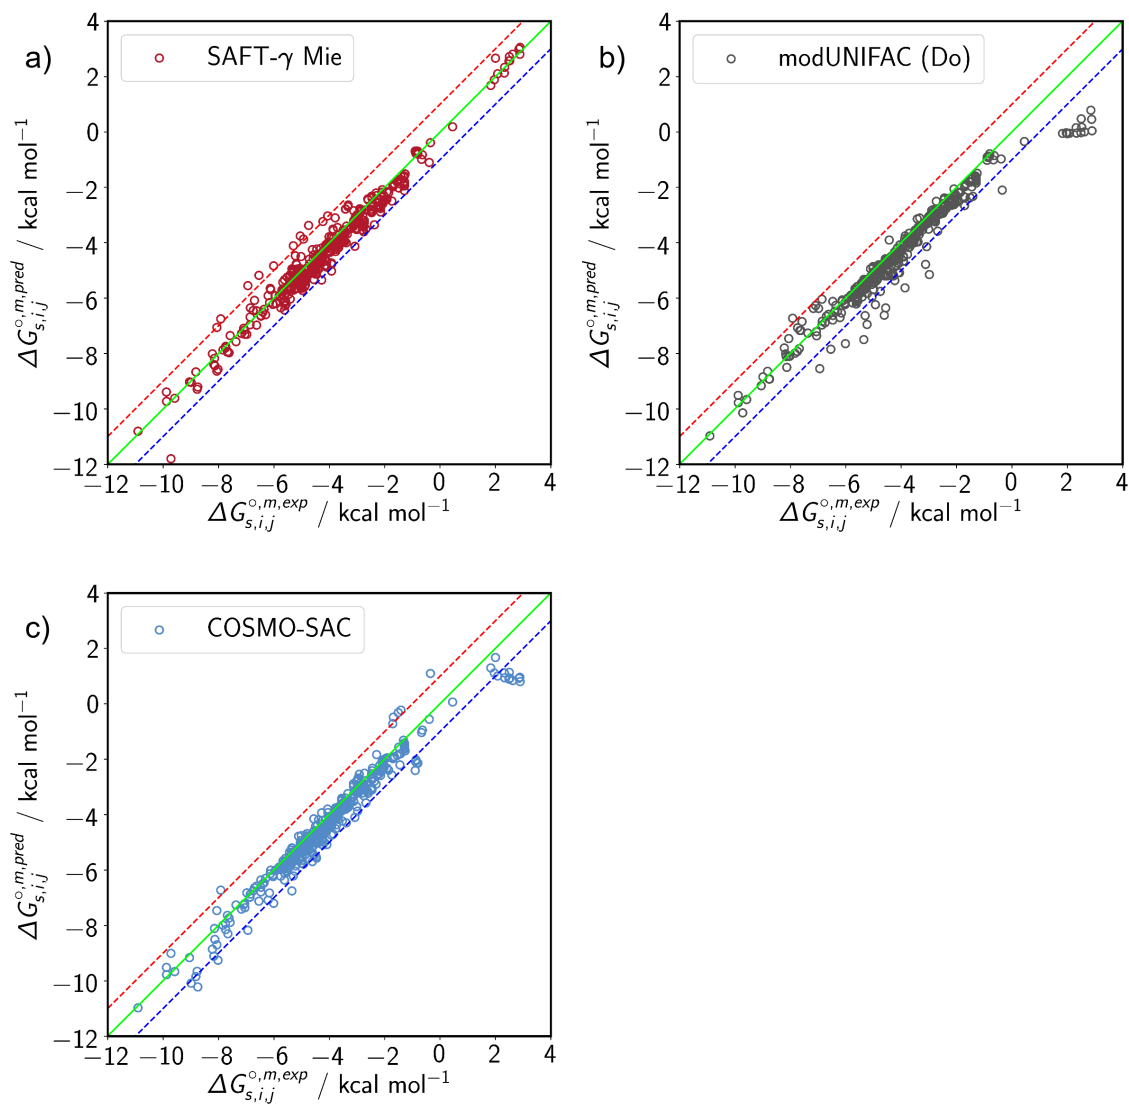 a)
SAFT-γ Mie
4
2
0
−2
−4
−6
−8
−10
−12
ΔG°,m,pred s,i,j / kcal mol−1
−12 −10 −8 −6 −4 −2 0 2 4
ΔG°,m,exp s,i,j / kcal mol−1
b)
modUNIFAC (Do)
4
2
0
−2
−4
−6
−8
−10
−12
ΔG°,m,pred s,i,j / kcal mol−1
−12 −10 −8 −6 −4 −2 0 2 4
ΔG°,m,exp s,i,j / kcal mol−1
c)
COSMO-SAC
4
2
0
−2
−4
−6
−8
−10
−12
ΔG°,m,pred s,i,j / kcal mol−1
−12 −10 −8 −6 −4 −2 0 2 4
ΔG°,m,exp s,i,j / kcal mol−1